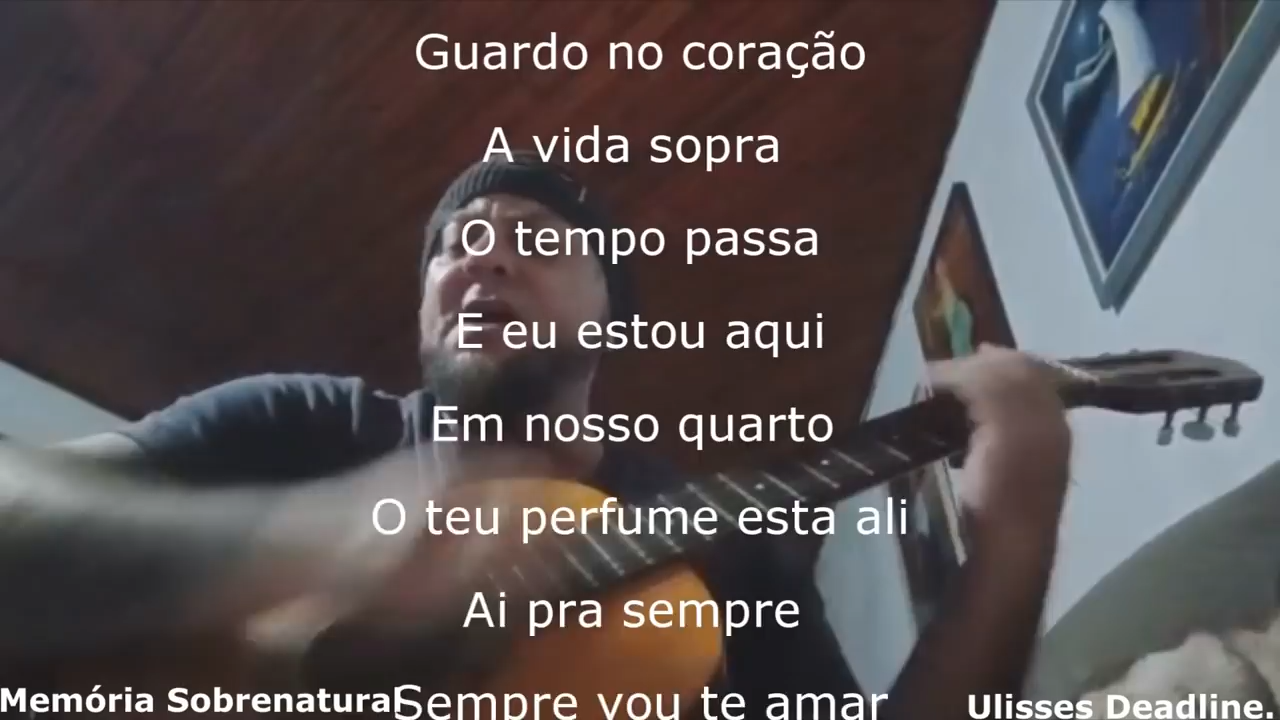 Guardo no coração
A vida sopra
O tempo passa
E eu estou aqui
Em nosso quarto
O teu perfume esta ali
Ai pra sempre
Sempre vou te amar
Memória Sobrenatural
Ulisses Deadline.